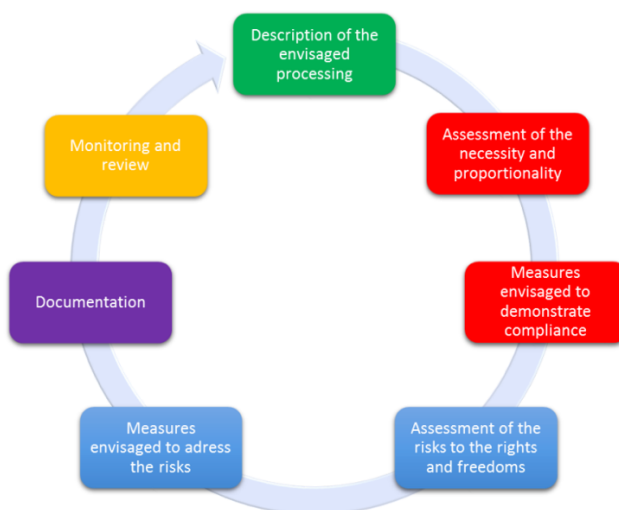 Description of the
envisaged
processing
Assessment of the
necessity and
proportionality
Measures
envisaged to
demonstrate
compliance
Assessment of the
risks to the rights
and freedoms
Measures
envisaged to adress
the risks
Documentation
Monitoring and
review